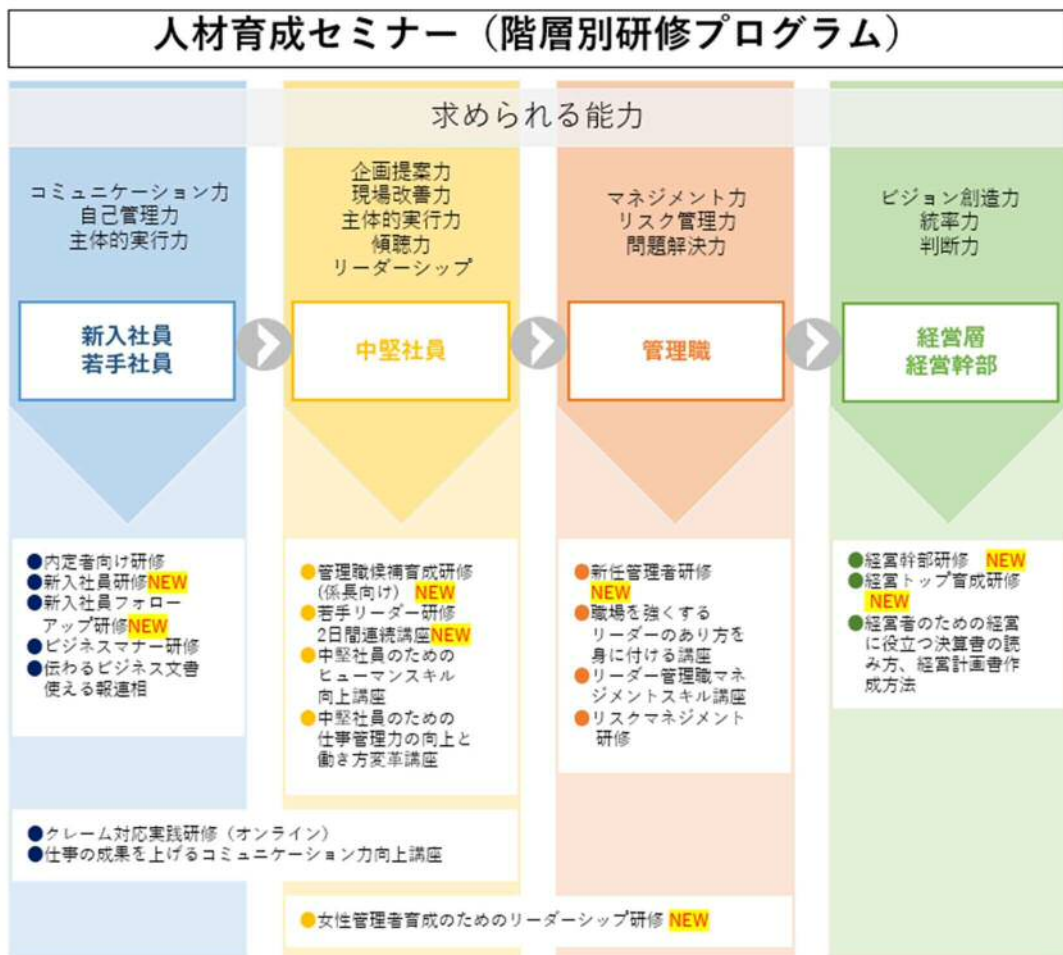 人材育成セミナー（階層別研修プログラム）
求められる能力
コミュニケーション力
自己管理力
主体的実行力
新入社員
若手社員
●内定者向け研修
●新入社員研修NEW
●新入社員フォロー
アップ研修NEW
●ビジネスマナー研修
●伝わるビジネス文書
使える報連相
企画提案力
現場改善力
主体的実行力
傾聴力
リーダーシップ
中堅社員
●管理職候補育成研修
(係長向け) NEW
●若手リーダー研修
2日間連続講座NEW
●中堅社員のための
ヒューマンスキル
向上講座
●中堅社員のための
仕事管理力の向上と
働き方変革講座
マネジメント力
リスク管理力
問題解決力
管理職
●新任管理者研修
NEW
●職場を強くする
リーダーのあり方を
身に付ける講座
●リーダー管理職マネ
ジメントスキル講座
●リスクマネジメント
研修
ビジョン創造力
統率力
判断力
経営層
経営幹部
●経営幹部研修 NEW
●経営トップ育成研修
NEW
●経営者のための経営
に役立つ決算書の読
み方、経営計画書作
成方法
●クレーム対応実践研修（オンライン）
●仕事の成果を上げるコミュニケーション力向上講座
●女性管理者育成のためのリーダーシップ研修 NEW